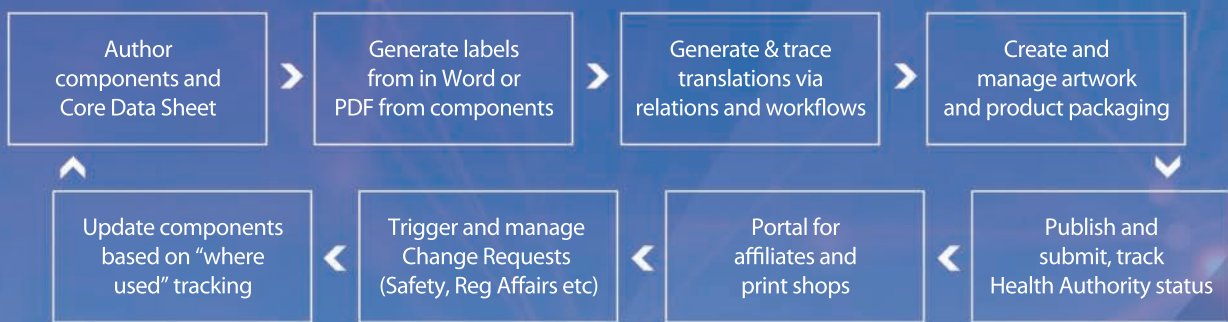 Author
components and
Core Data Sheet
Generate labels
from in Word or
PDF from components
Generate & trace
translations via
relations and workflows
Create and
manage artwork
and product packaging
Publish and
submit, track
Health Authority status
Portal for
affiliates and
print shops
Trigger and manage
Change Requests
(Safety, Reg Affairs etc)
Update components
based on “where
used” tracking